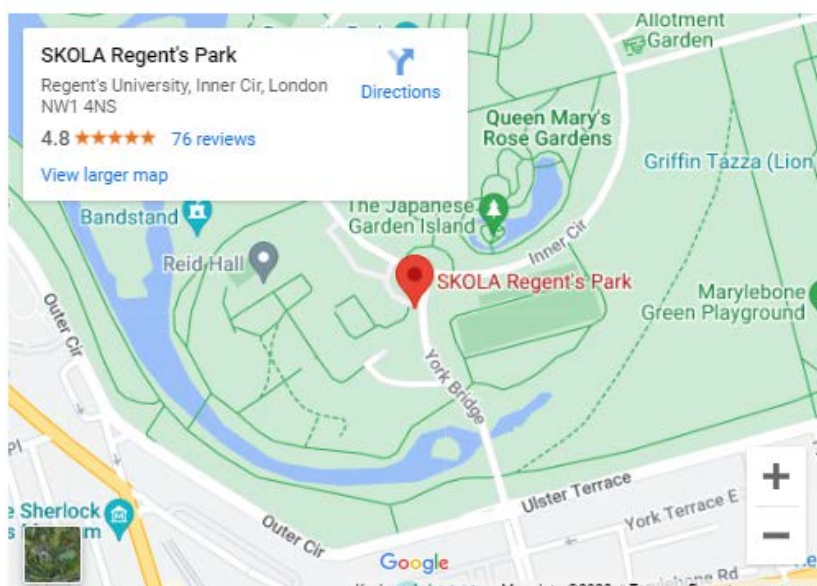 SKOLA Regent's Park
Regent's University, Inner Cir, London
NW1 4NS
4.8
76 reviews
View larger map
Directions
Allotment
Garden
Queen Mary's
Rose Gardens
Griffin Tazza (Lion
Bandstand
The Japanese
Garden Island
Inner Cir
Reid Hall
SKOLA Regent's Park
Marylebone
Green Playground
Outer Cir
York Bridge
Pl
Ulster Terrace
e Sherlock
York Terrace E
Outer Cir
Google
+
−